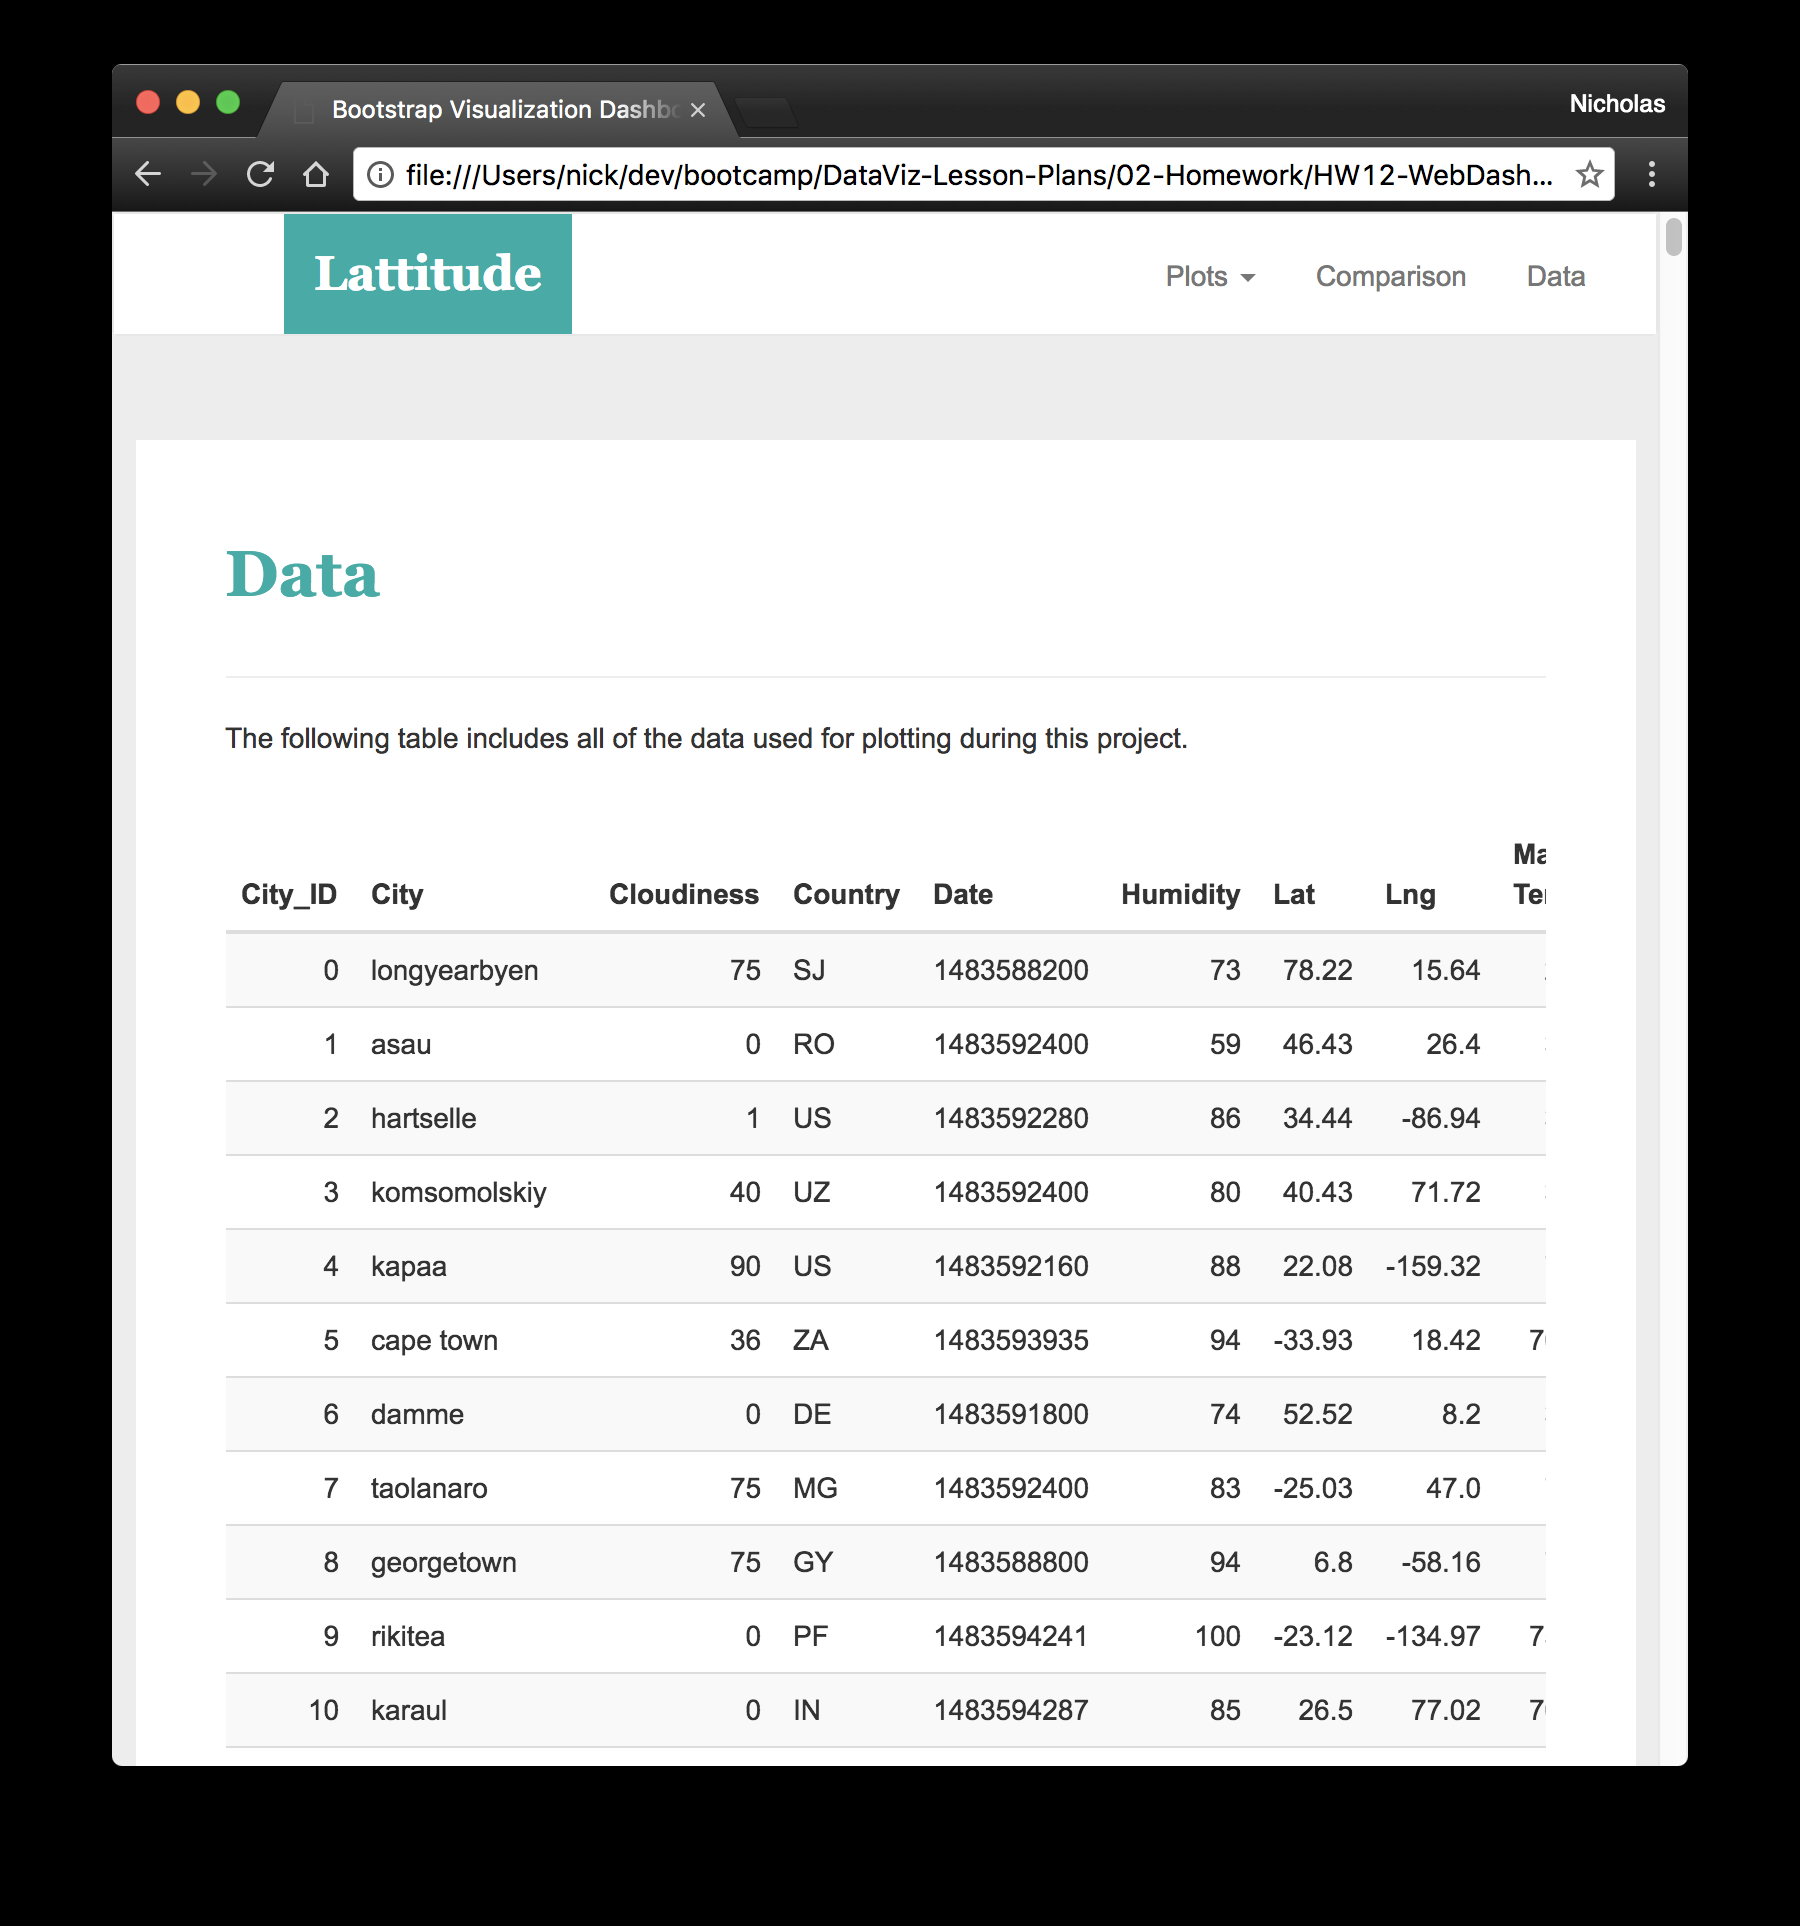 Bootstrap Visualization Dashbo
Nicholas
file:///Users/nick/dev/bootcamp/DataViz-Lesson-Plans/02-Homework/HW12-WebDash...
Lattitude Plots Comparison Data
Data
The following table includes all of the data used for plotting during this project.
City_ID City Cloudiness Country Date Humidity Lat Lng
0 longyearbyen 75 SJ 1483588200 73 78.22 15.64
1 asau 0 RO 1483592400 59 46.43 26.4
2 hartselle 1 US 1483592280 86 34.44 -86.94
3 komsomolskiy 40 UZ 1483592400 80 40.43 71.72
4 kapaa 90 US 1483592160 88 22.08 -159.32
5 cape town 36 ZA 1483593935 94 -33.93 18.42
6 damme 0 DE 1483591800 74 52.52 8.2
7 taolanaro 75 MG 1483592400 83 -25.03 47.0
8 georgetown 75 GY 1483588800 94 6.8 -58.16
9 rikitea 0 PF 1483594241 100 -23.12 -134.97
10 karaul 0 IN 1483594287 85 26.5 77.02